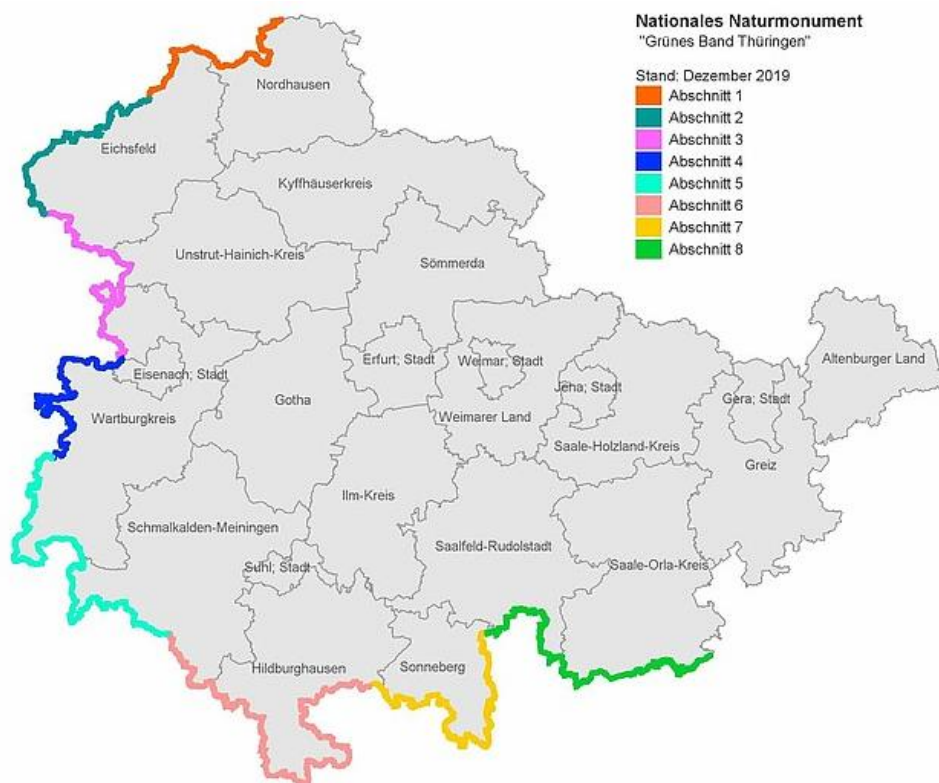 Nationales Naturmonument
"Grünes Band Thüringen"
Stand: Dezember 2019
Abschnitt 1
Abschnitt 2
Abschnitt 3
Abschnitt 4
Abschnitt 5
Abschnitt 6
Abschnitt 7
Abschnitt 8
Nordhausen
Eichsfeld
Kyffhäuserkreis
Unstrut-Hainich-Kreis
Sömmerda
Eisenach; Stadt
Erfurt; Stadt
Weimar; Stadt
Altenburger Land
Jena; Stadt
Gera; Stadt
Gotha
Wartburgkreis
Weimarer Land
Saale-Holzland-Kreis
Greiz
Ilm-Kreis
Schmalkalden-Meiningen
Saalfeld-Rudolstadt
Suhl; Stadt
Saale-Orla-Kreis
Hildburghausen
Sonneberg